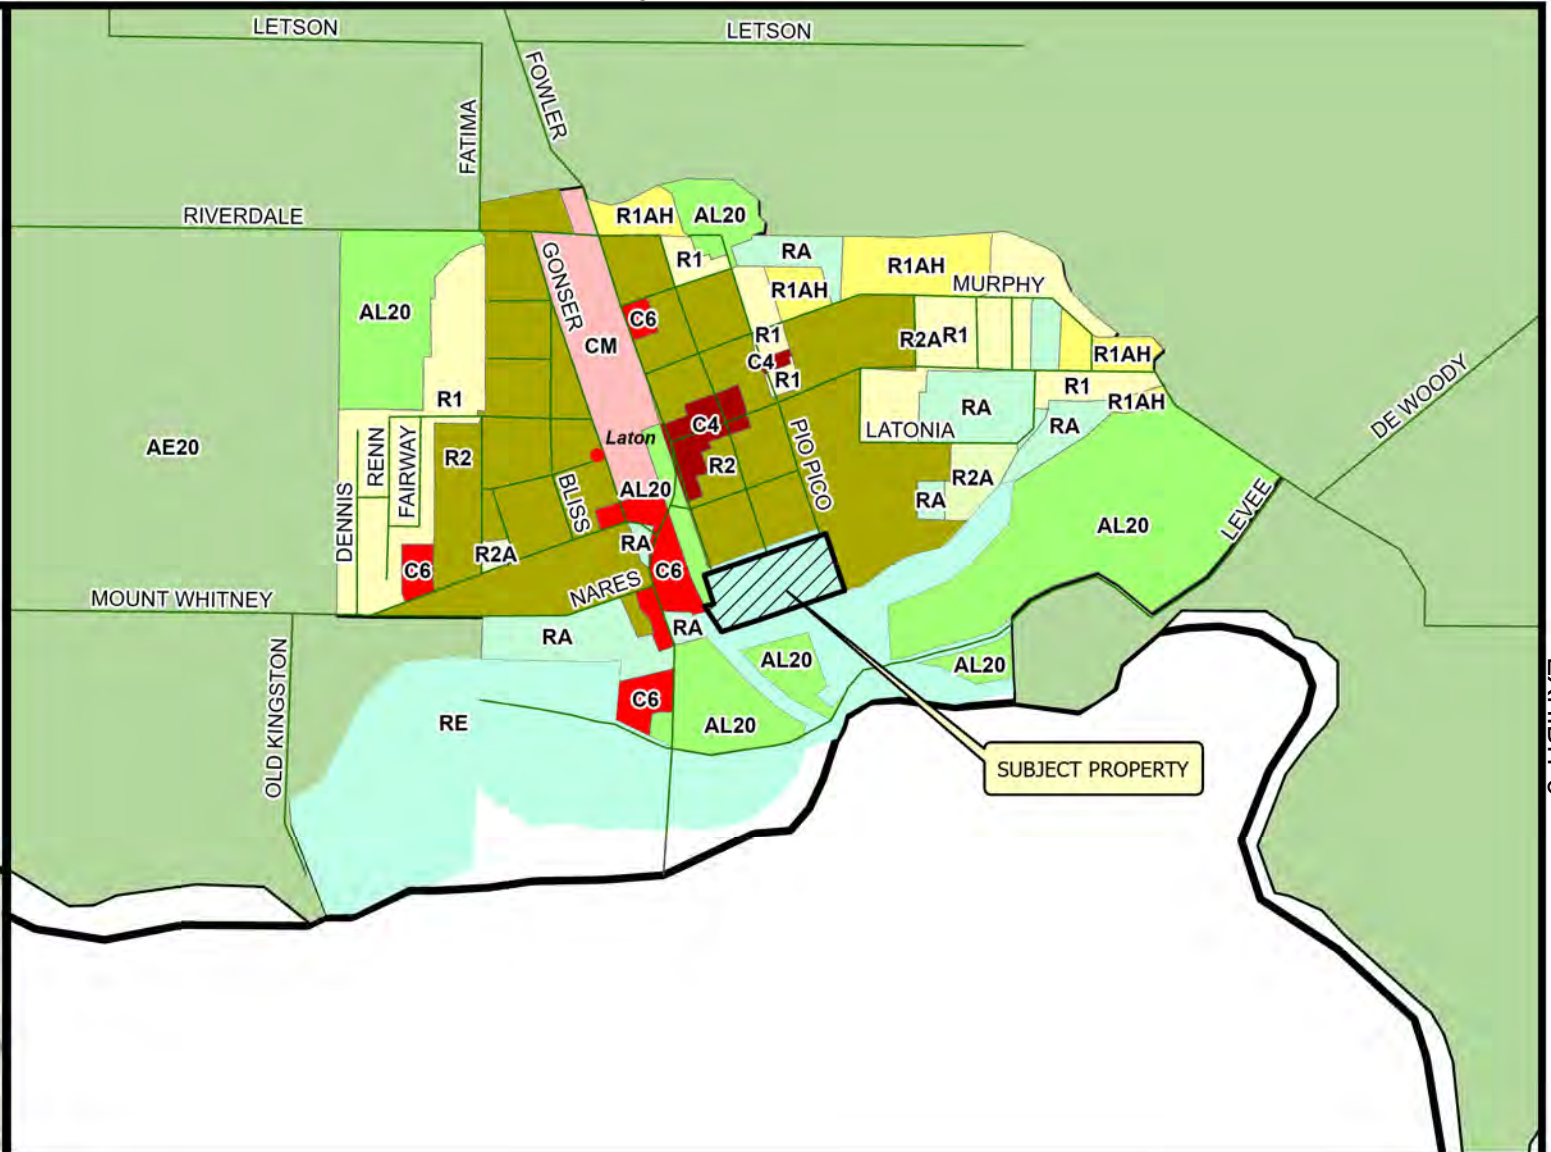 LETSON
LETSON
FOWLER
FATIMA
RIVERDALE
R1AH
AL20
GONSER
R1
RA
R1AH
MURPHY
R1AH
AL20
C6
CM
R1
R2A
R1
C4
R1
R1AH
R1
R1
R1AH
DE WOODY
RA
AE20
RENN
FAIRWAY
R2
Laton
C4
R2
PIO PICO
LATONIA
RA
R2A
RA
DENNIS
BLISS
AL20
AL20
LEVEE
R2A
RA
C6
C6
NARES
MOUNT WHITNEY
RA
RA
AL20
AL20
OLD KINGSTON
RE
C6
AL20
SUBJECT PROPERTY